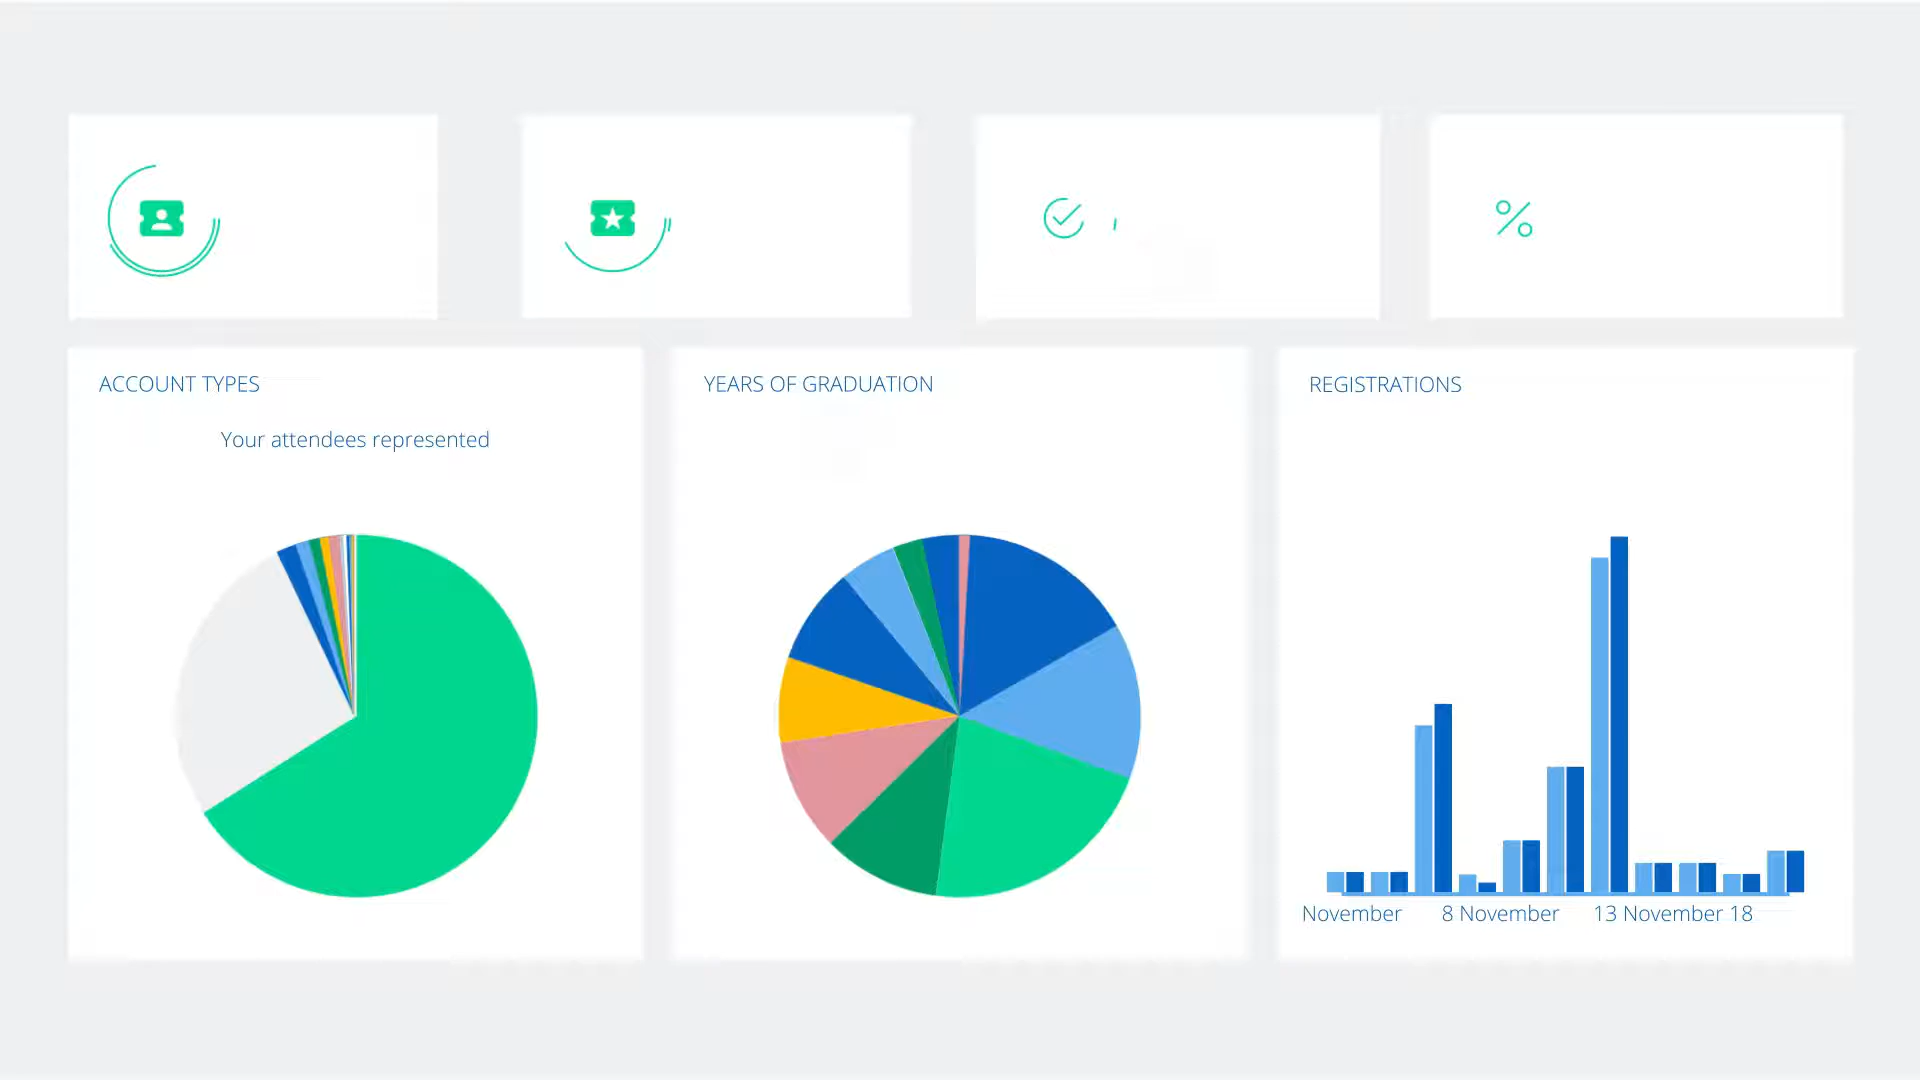 ACCOUNT TYPES
Your attendees represented
YEARS OF GRADUATION
REGISTRATIONS
November 8 November 13 November 18